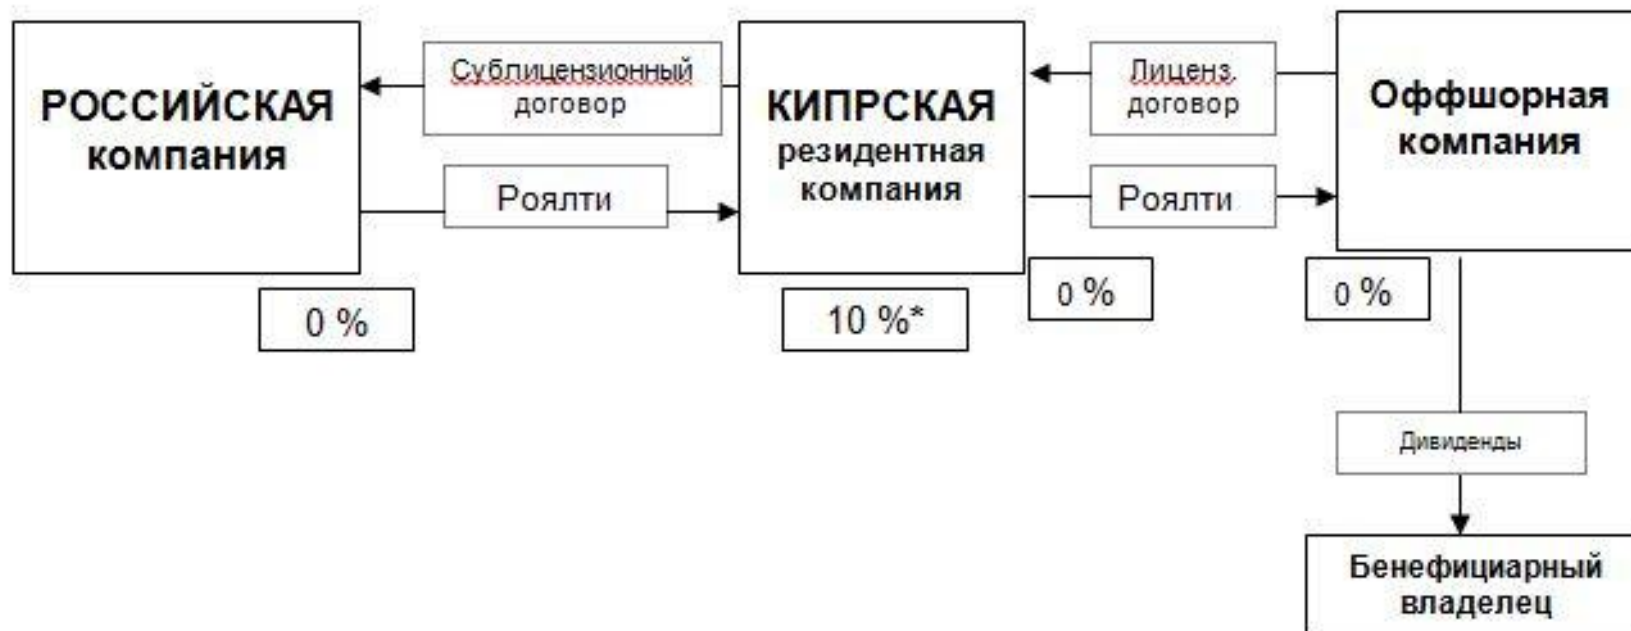 РОССИЙСКАЯ
компания
Сублицензионный
договор
Роялти
0 %
КИПРСКАЯ
резидентная
компания
10 %*
Лиценз.
договор
Роялти
0 %
Оффшорная
компания
0 %
Дивиденды
Бенефициарный
владелец